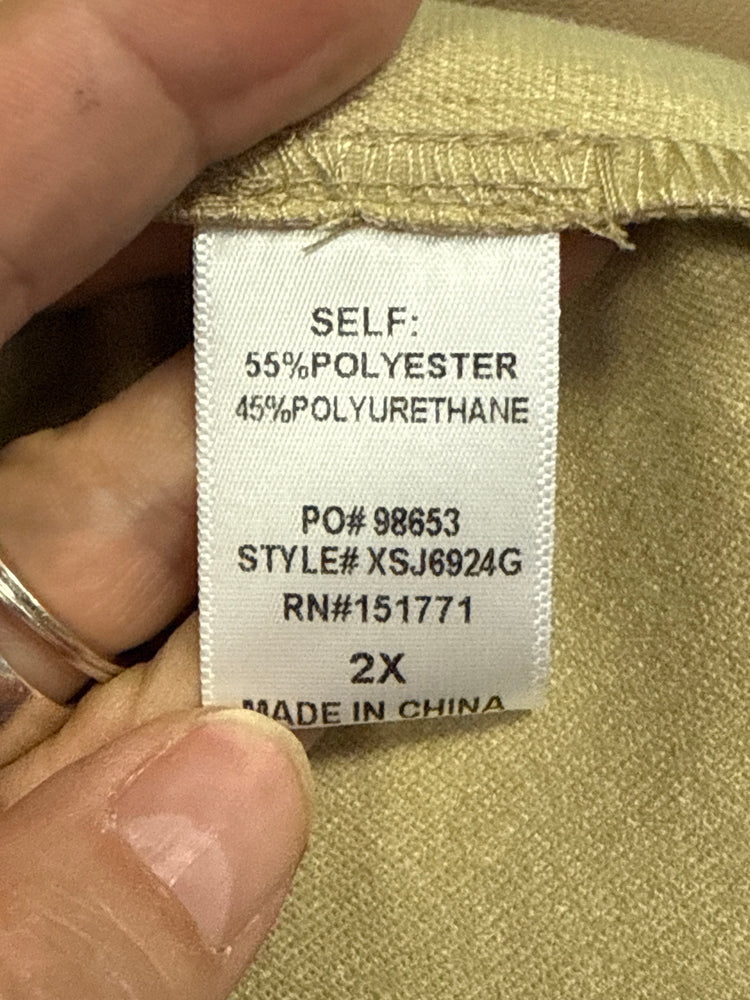 SELF:
55%POLYESTER
45%POLYURETHANE
PO# 98653
STYLE# XSJ6924G
RN#151771
2X
MADE IN CHINA